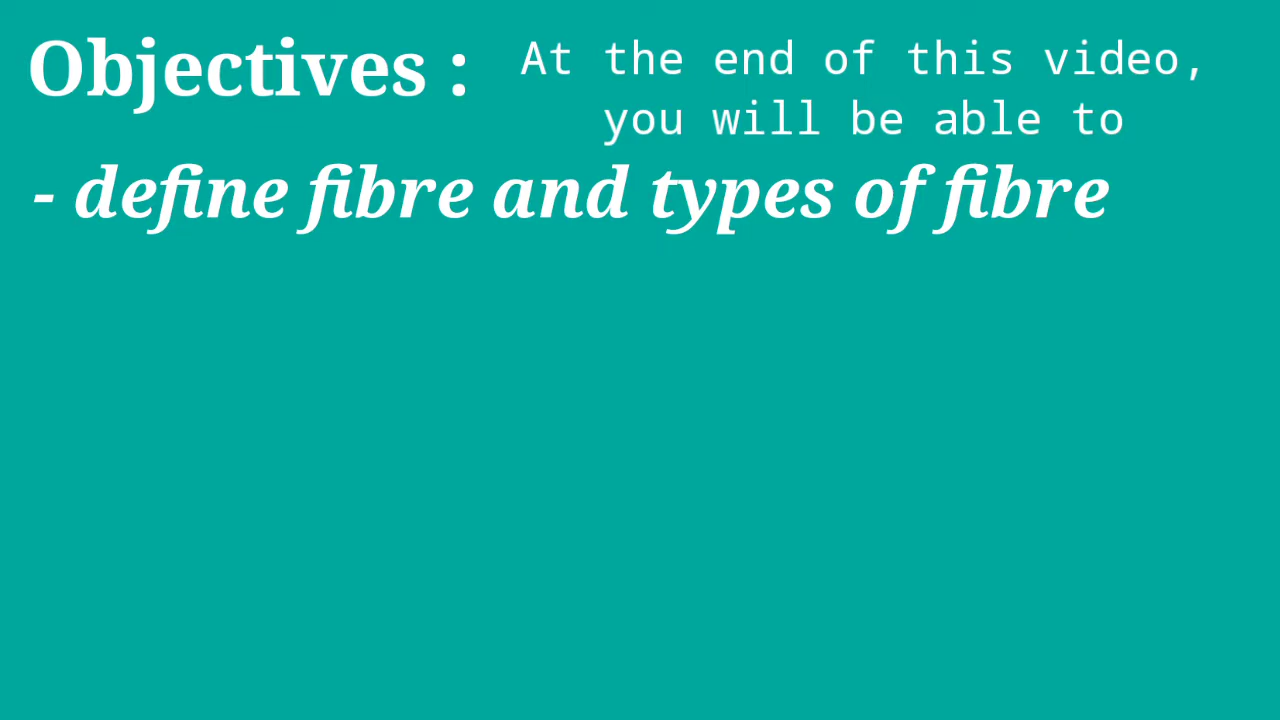 Objectives :
At the end of this video,
you will be able to
- define fibre and types of fibre